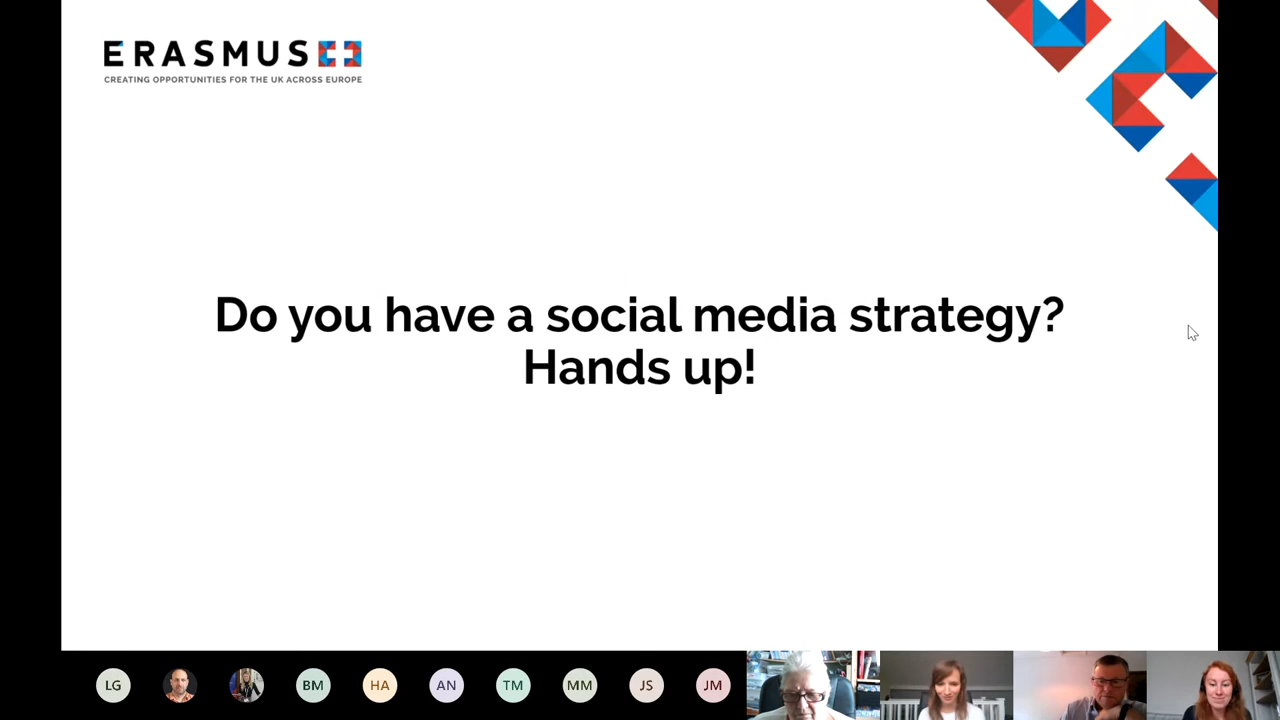 ERASMUS
CREATING OPPORTUNITIES FOR THE UK ACROSS EUROPE
Do you have a social media strategy?
Hands up!
LG
BM
HA
AN
TM
MM
JS
JM